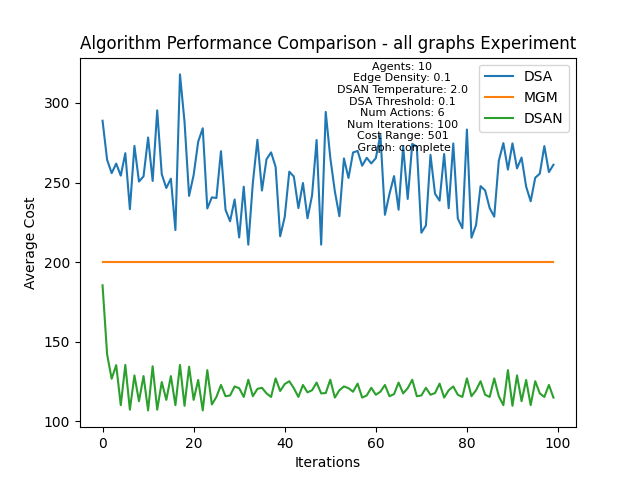 Algorithm Performance Comparison - all graphs Experiment
Agents: 10
Edge Density: 0.1
DSAN Temperature: 2.0
DSA Threshold: 0.1
Num Actions: 6
Num Iterations: 100
Cost Range: 501
Graph: complete
DSA
MGM
DSAN
Average Cost
300
250
200
150
100
0 20 40 60 80 100
Iterations